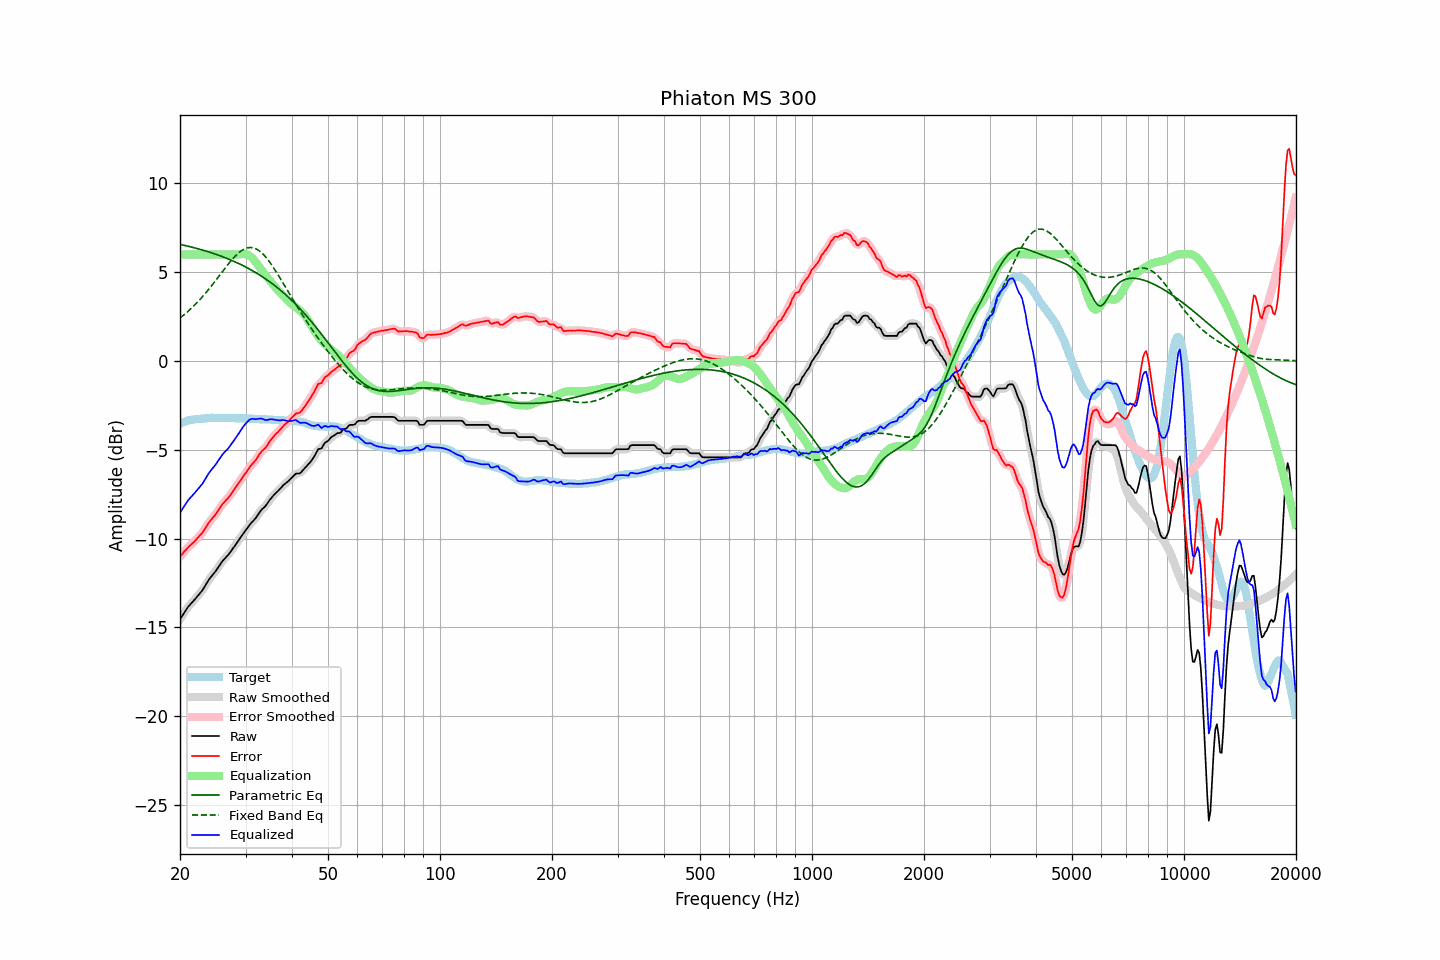 Phiaton MS 300
Amplitude (dBr)
10
5
0
−5
−10
−15
−20
−25
Target
Raw Smoothed
Error Smoothed
Raw
Error
Equalization
Parametric Eq
Fixed Band Eq
Equalized
20 50 100 200 500 1000 2000 5000 10000 20000
Frequency (Hz)